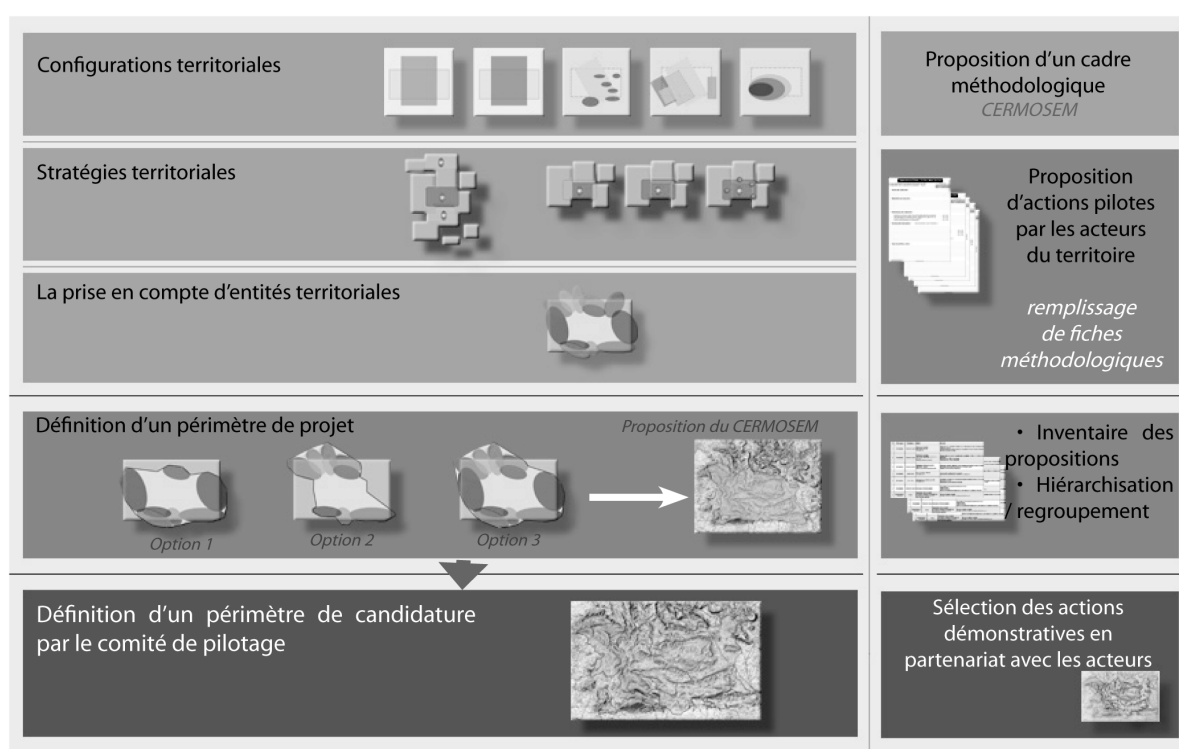 Configurations territoriales
Stratégies territoriales
La prise en compte d'entités territoriales
Définition d'un périmètre de projet
Proposition du CERMOSEM
Option 1
Option 2
Option 3
Définition d'un périmètre de candidature
par le comité de pilotage
Proposition d'un cadre
méthodologique
CERMOSEM
Proposition
d'actions pilotes
par les acteurs
du territoire
remplissage
de fiches
méthodologiques
• Inventaire des
propositions
• Hiérarchisation
/ regroupement
Sélection des actions
démonstratives en
partenariat avec les acteurs